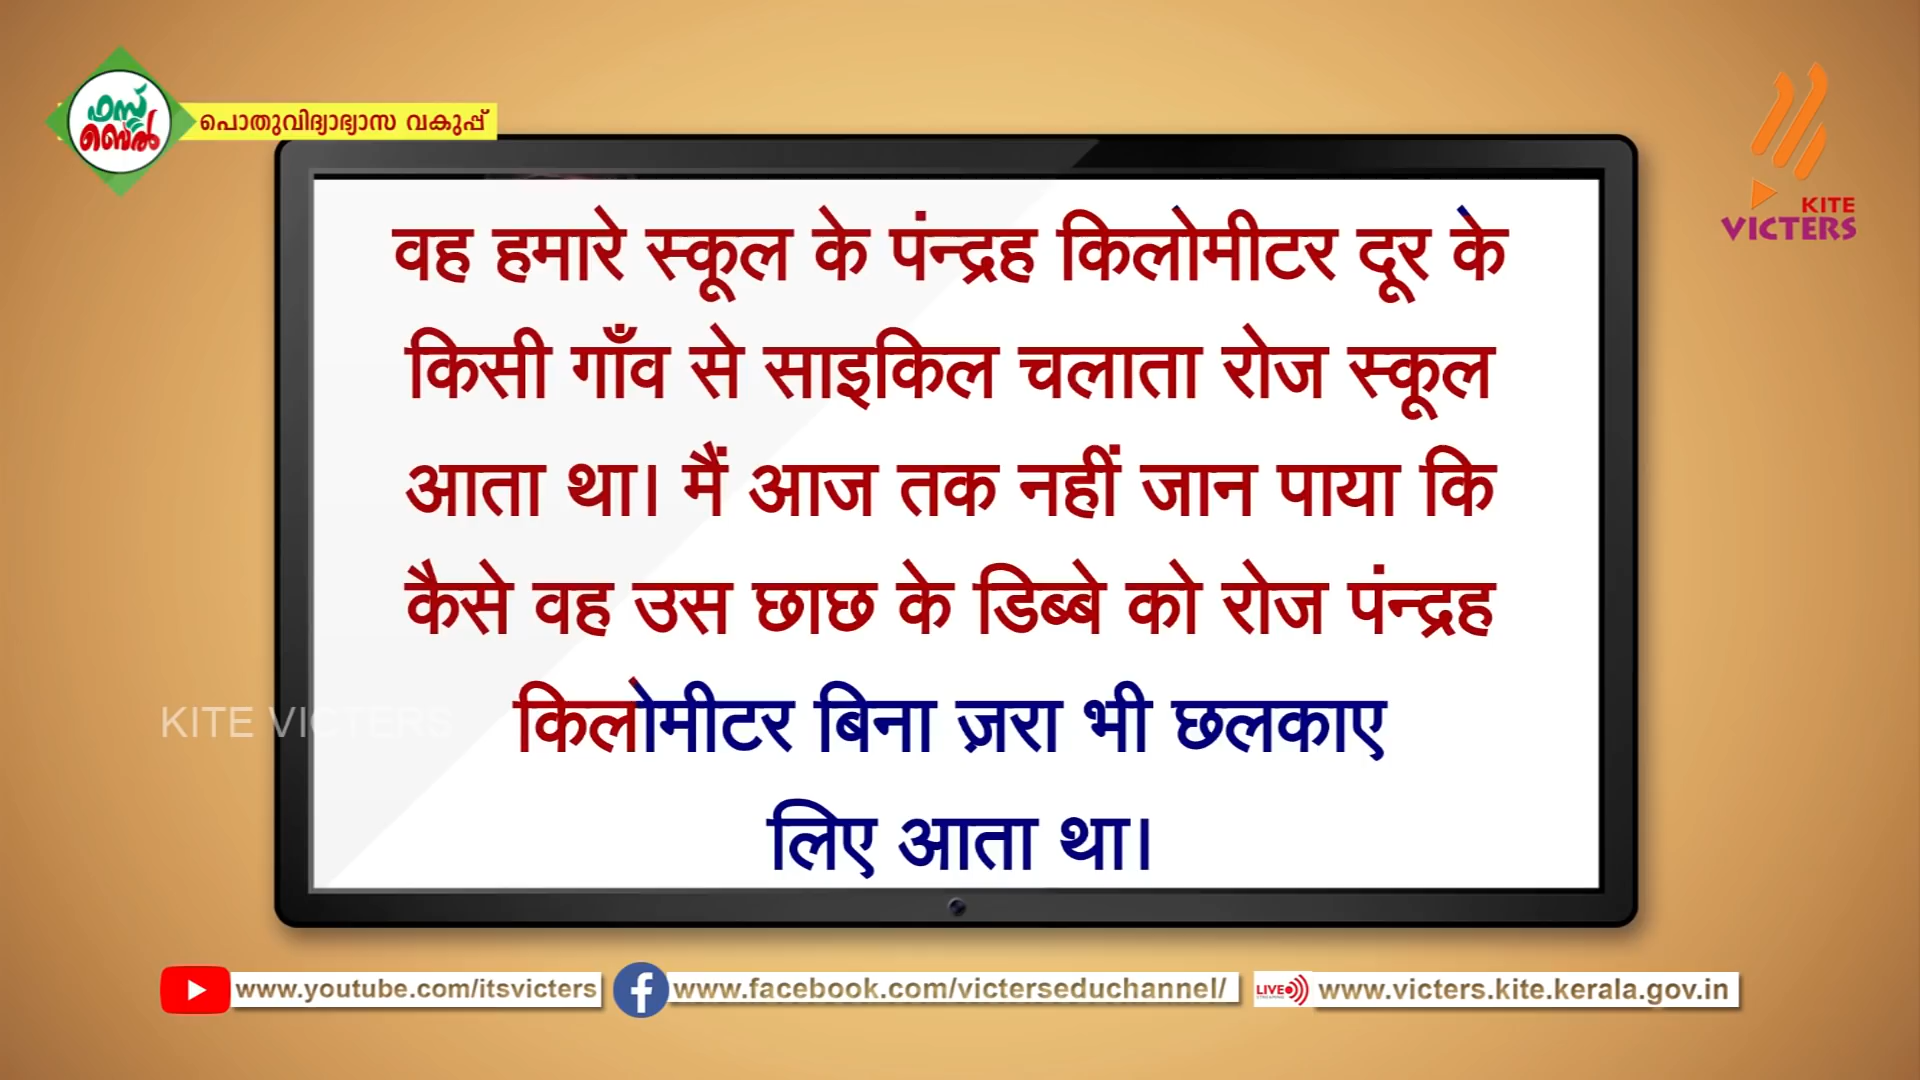 ഫസ്റ്റ്
ബെൽ
പൊതുവിദ്യാഭ്യാസ വകുപ്പ്
KITE
VICTERS
वह हमारे स्कूल के पंन्द्रह किलोमीटर दूर के
किसी गाँव से साइकिल चलाता रोज स्कूल
आता था। मैं आज तक नहीं जान पाया कि
कैसे वह उस छाछ के डिब्बे को रोज पंन्द्रह
किलोमीटर बिना ज़रा भी छलकाए
लिए आता था।
KITE VICTERS
www.youtube.com/itsvicters
www.facebook.com/victerseduchannel/
LIVE
STREAMING
www.victers.kite.kerala.gov.in